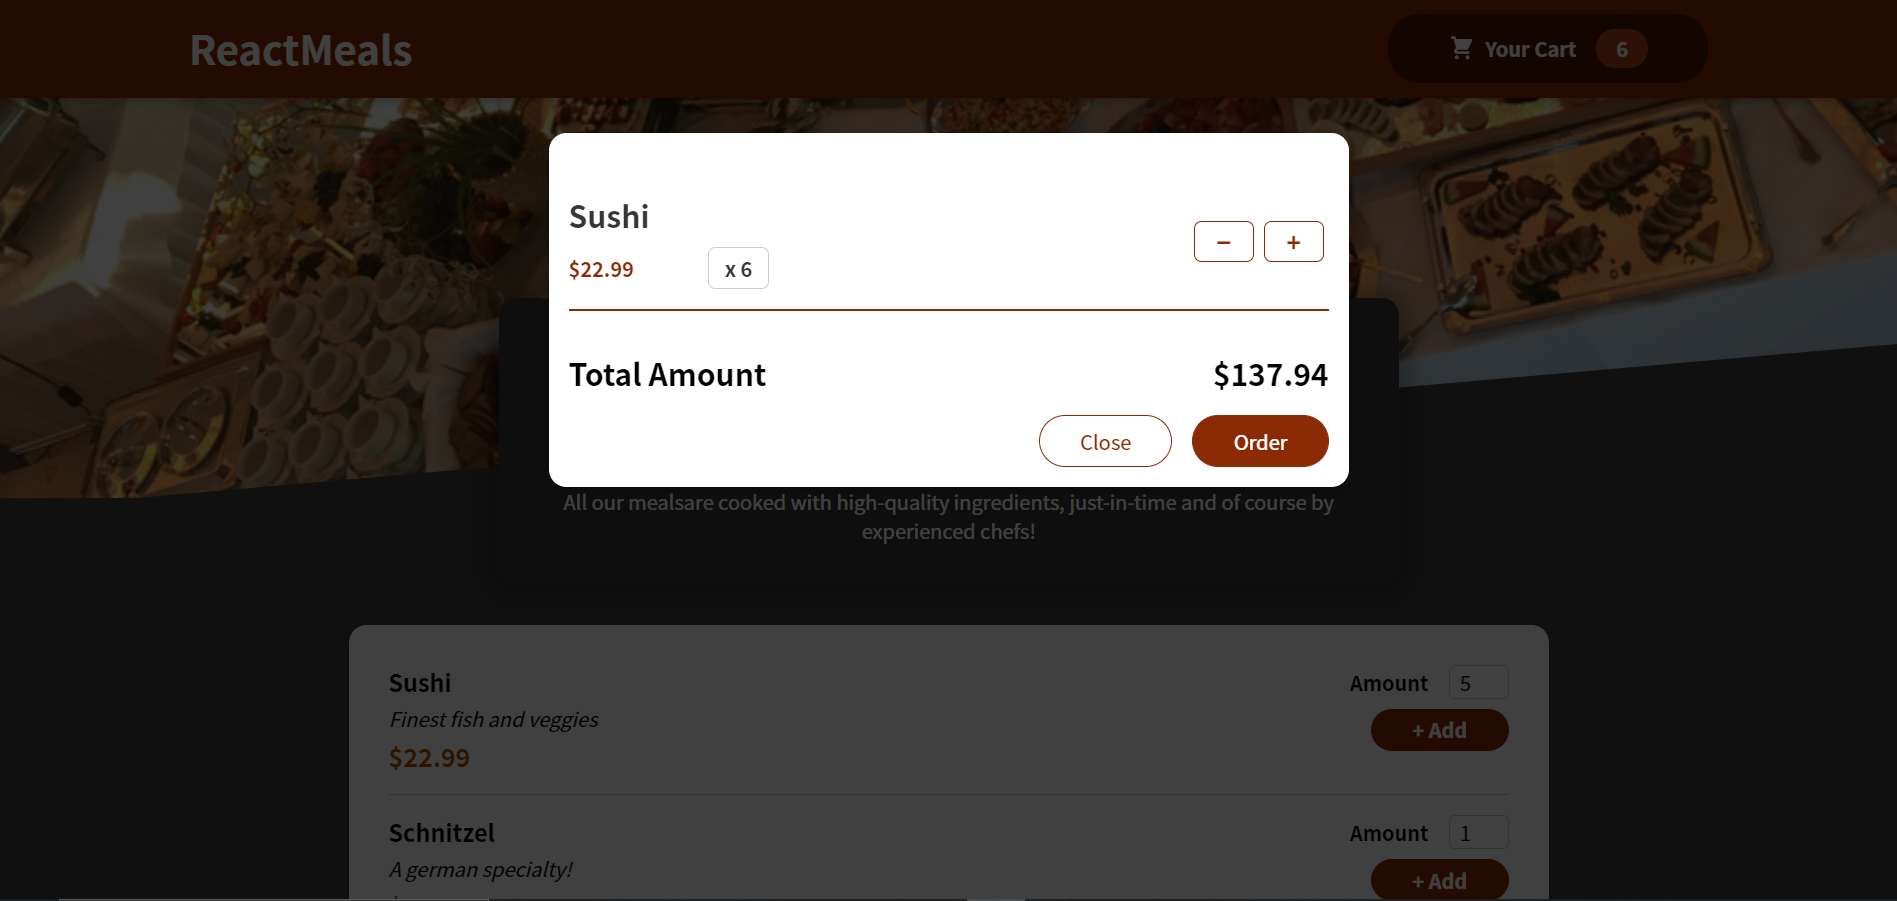 ReactMeals
Your Cart 6
Sushi
− +
$22.99 x 6
Total Amount $137.94
Close Order
All our mealsare cooked with high-quality ingredients, just-in-time and of course by
experienced chefs!
Sushi
Amount 5
Finest fish and veggies
+ Add
$22.99
Schnitzel
Amount 1
A german specialty!
+ Add